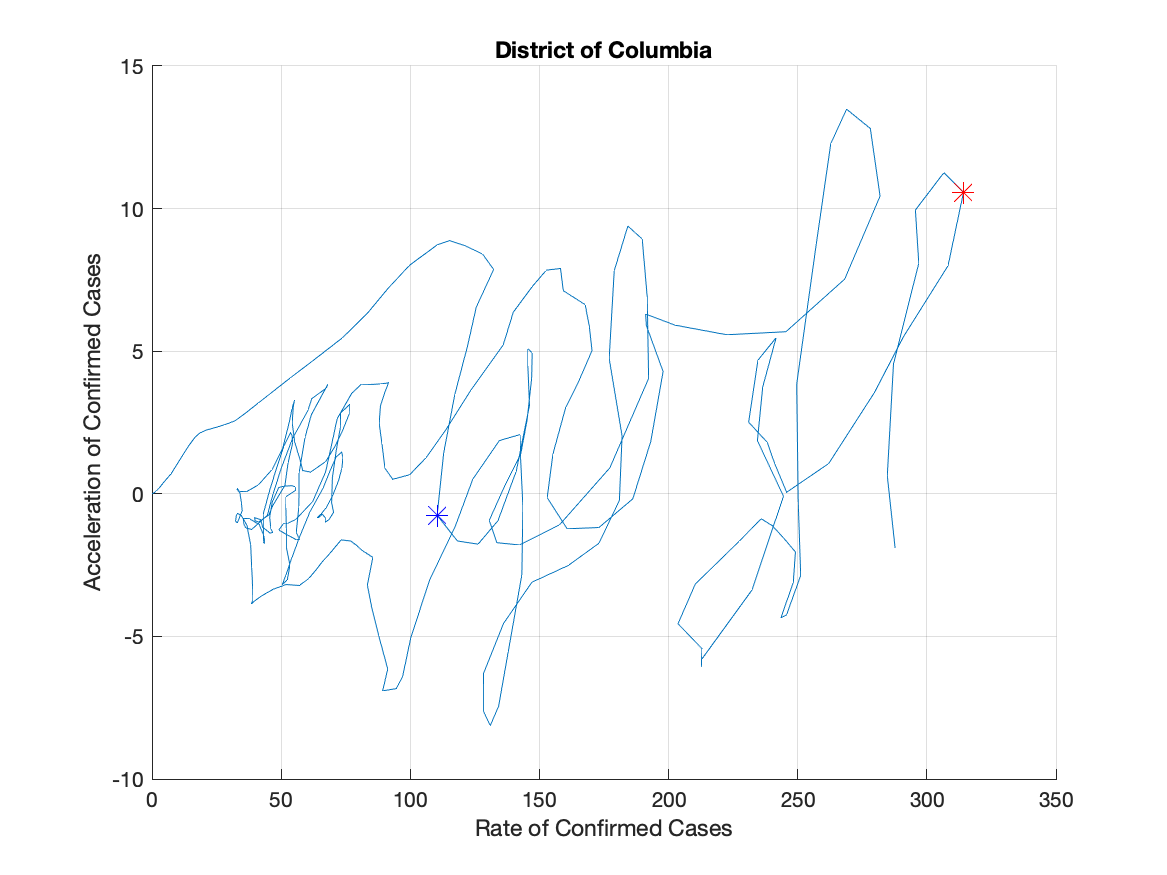 District of Columbia
15
10
5
0
-5
-10
Acceleration of Confirmed Cases
0 50 100 150 200 250 300 350
Rate of Confirmed Cases